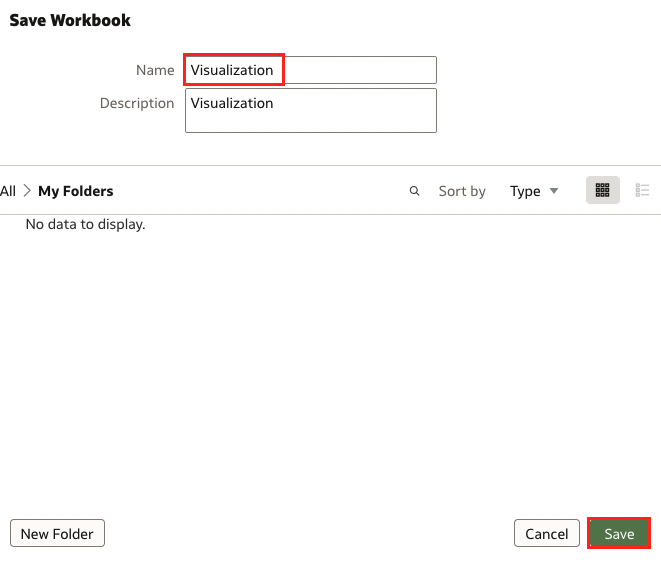 Save Workbook
Name Visualization
Description Visualization
All > My Folders Sort by Type
No data to display.
New Folder Cancel Save